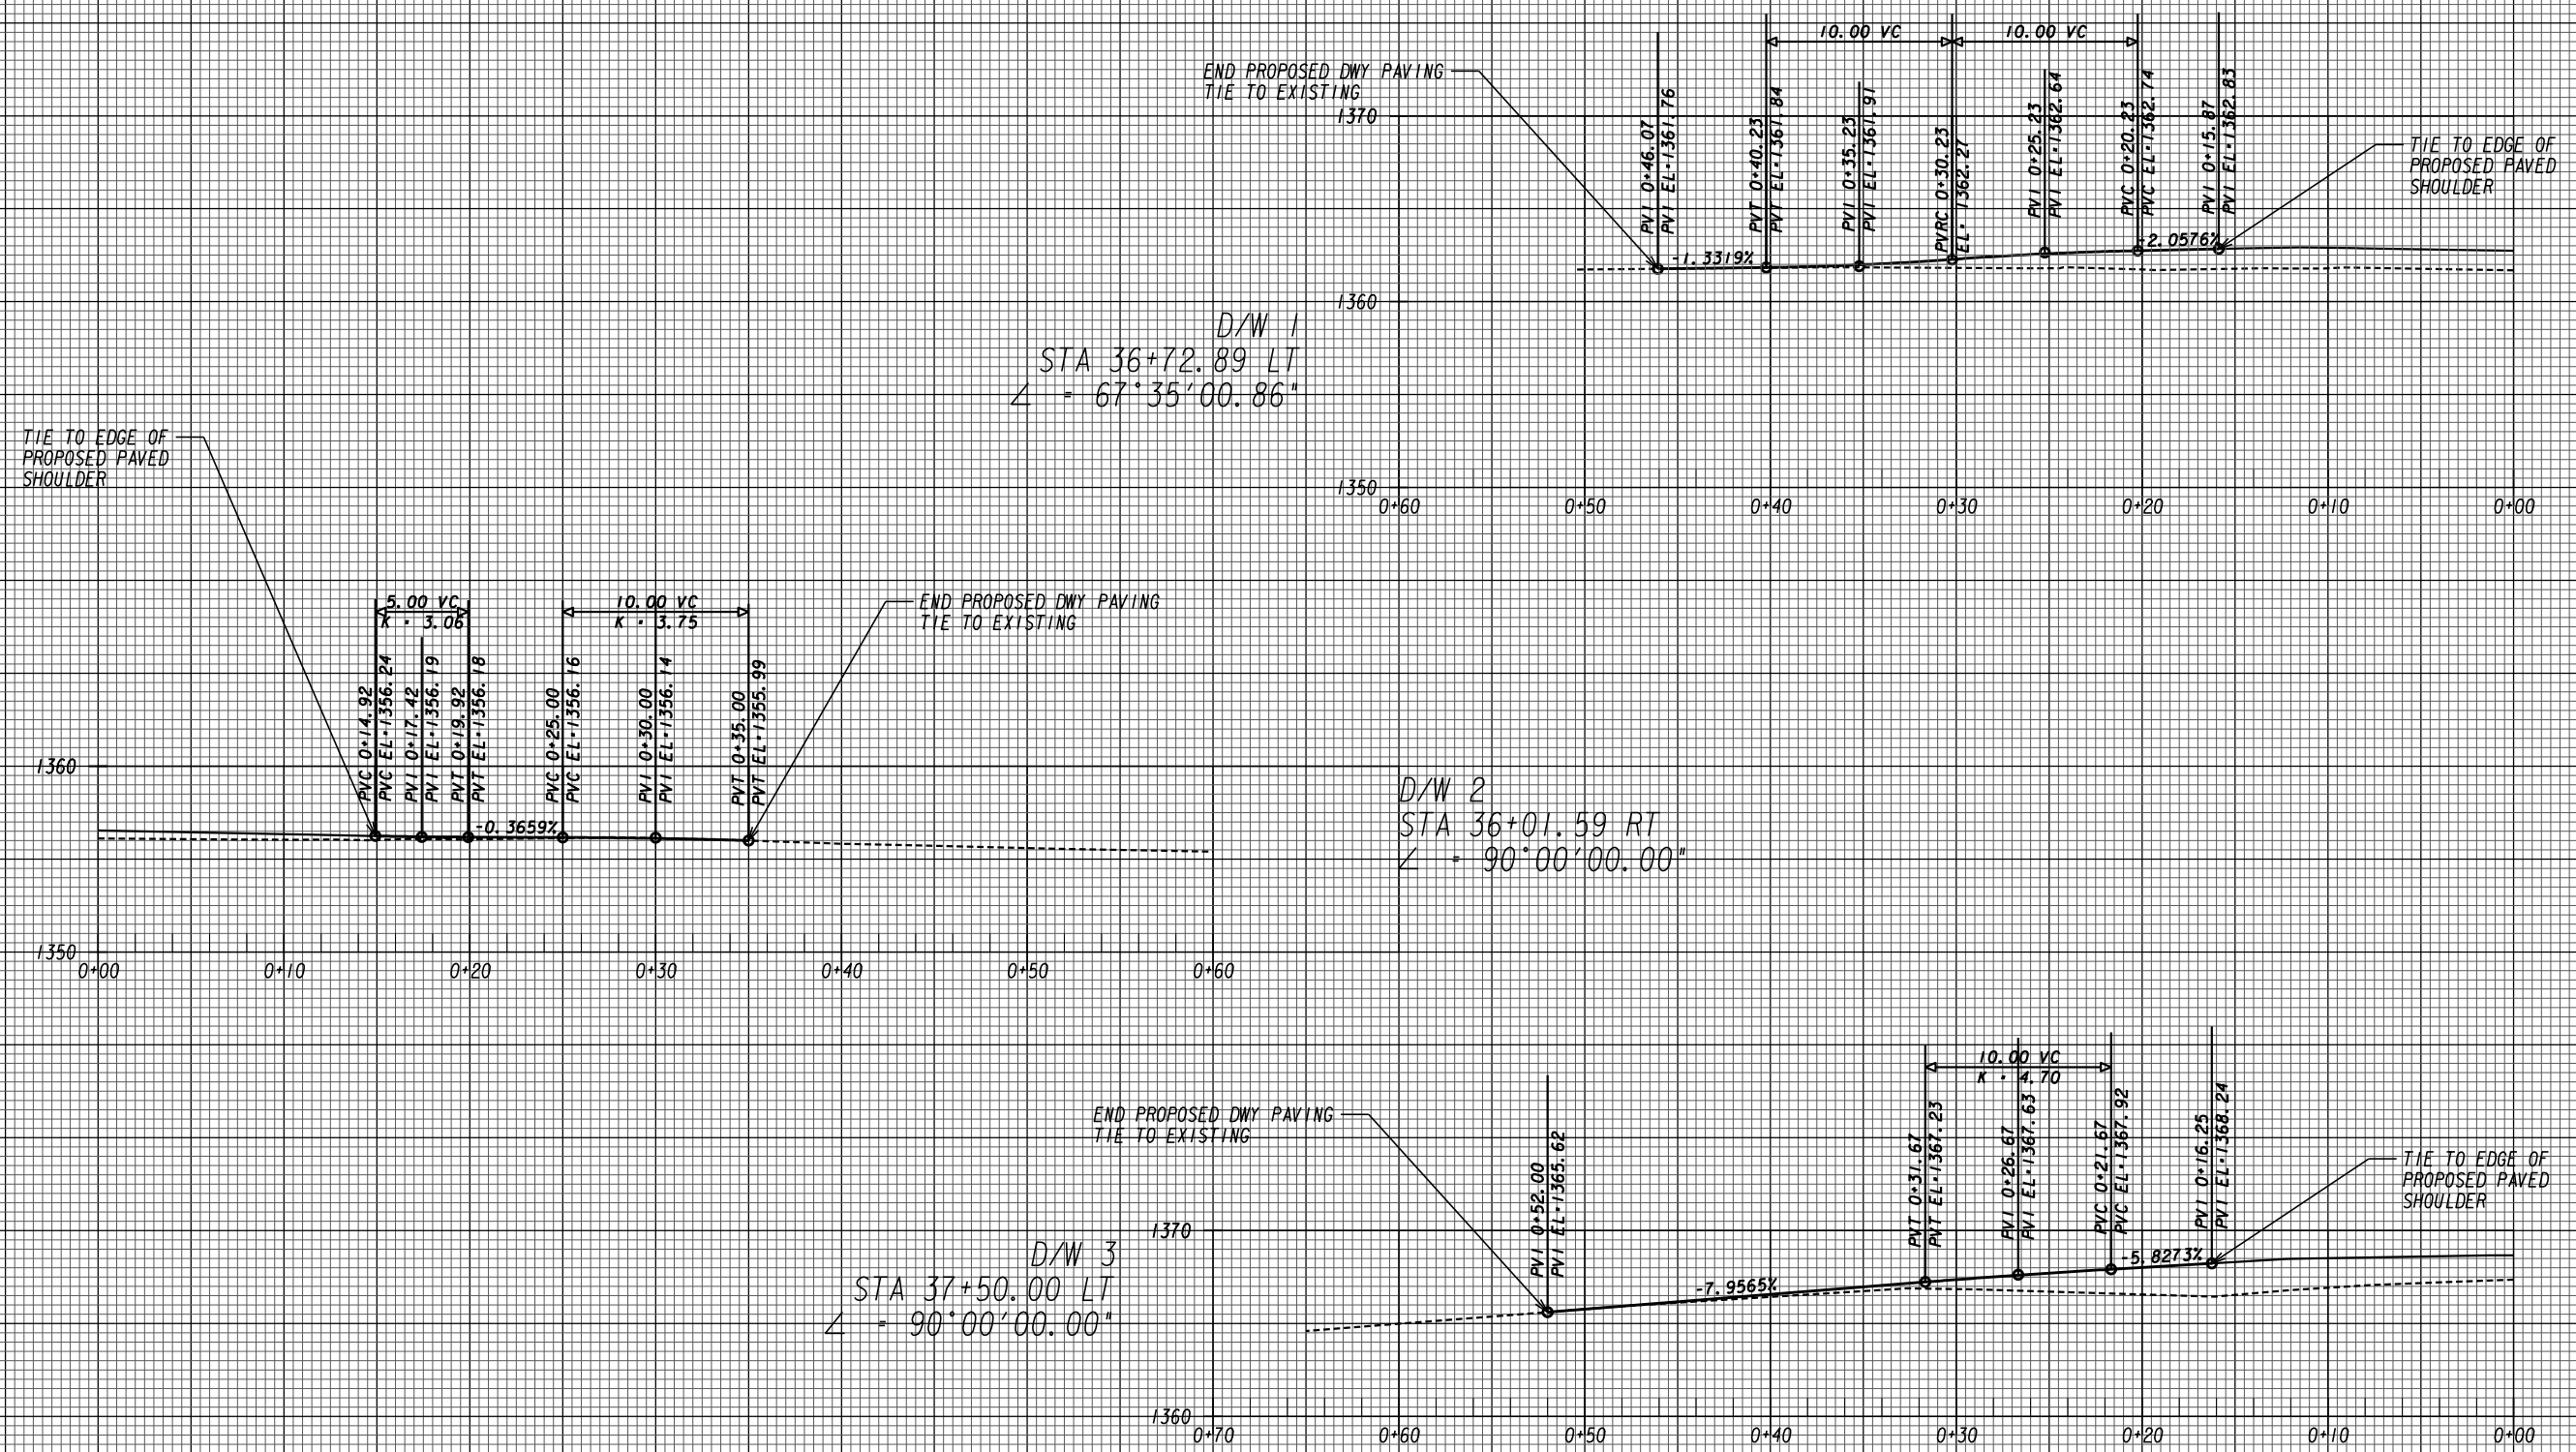 10.00 VC
10.00 VC
END PROPOSED DWY PAVING
TIE TO EXISTING
PVI 0+46.07
PVI EL=1361.76
PVT 0+40.23
PVT EL=1361.84
PVI 0+35.23
PVI EL=1361.91
PVRC 0+30.23
EL= 1362.27
PVI 0+25.23
PVI EL=1362.64
PVC 0+20.23
PVC EL=1362.74
PVI 0+15.87
PVI EL=1362.83
TIE TO EDGE OF
PROPOSED PAVED
SHOULDER
-1.3319%
-2.0576%
1370
1360
1350
D/W 1
STA 36+72.89 LT
∠ = 67°35'00.86"
0+60
0+50
0+40
0+30
0+20
0+10
0+00
TIE TO EDGE OF
PROPOSED PAVED
SHOULDER
5.00 VC
K = 3.06
10.00 VC
K = 3.75
END PROPOSED DWY PAVING
TIE TO EXISTING
PVC 0+14.92
PVC EL=1356.24
PVI 0+17.42
PVI EL=1356.19
PVT 0+19.92
PVT EL=1356.18
PVC 0+25.00
PVC EL=1356.16
PVI 0+30.00
PVI EL=1356.14
PVT 0+35.00
PVT EL=1355.99
-0.3659%
1360
1350
D/W 2
STA 36+01.59 RT
∠ = 90°00'00.00"
0+00
0+10
0+20
0+30
0+40
0+50
0+60
10.00 VC
K = 4.70
END PROPOSED DWY PAVING
TIE TO EXISTING
PVI 0+52.00
PVI EL=1365.62
PVT 0+31.67
PVT EL=1367.23
PVI 0+26.67
PVI EL=1367.63
PVC 0+21.67
PVC EL=1367.92
PVI 0+16.25
PVI EL=1368.24
TIE TO EDGE OF
PROPOSED PAVED
SHOULDER
-7.9565%
-5.8273%
1370
1360
D/W 3
STA 37+50.00 LT
∠ = 90°00'00.00"
0+70
0+60
0+50
0+40
0+30
0+20
0+10
0+00